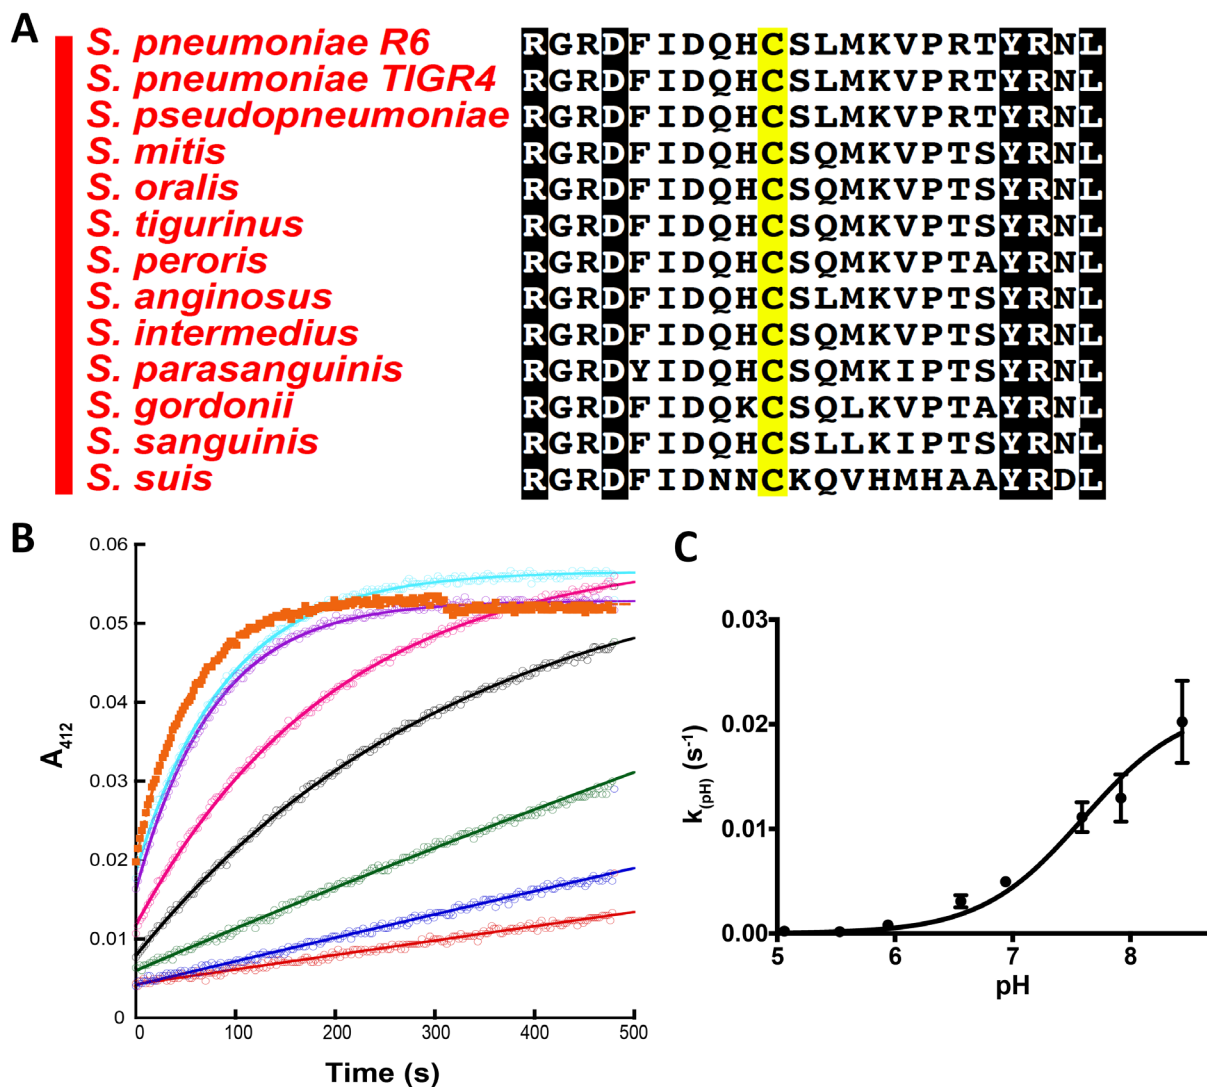 A
S. pneumoniae R6 RGRDFIDQHCSLMKVPRTYRNL
S. pneumoniae TIGR4 RGRDFIDQHCSLMKVPRTYRNL
S. pseudopneumoniae RGRDFIDQHCSLMKVPRTYRNL
S. mitis RGRDFIDQHCSQMKVPTSYRNL
S. oralis RGRDFIDQHCSQMKVPTSYRNL
S. tigurinus RGRDFIDQHCSQMKVPTSYRNL
S. peroris RGRDFIDQHCSQMKVPTAYRNL
S. anginosus RGRDFIDQHCSLMKVPTSYRNL
S. intermedius RGRDFIDQHCSQMKVPTSYRNL
S. parasanguinis RGRDYIDQHCSQMKIPTSYRNL
S. gordonii RGRDFIDQKCSQLKVPTAYRNL
S. sanguinis RGRDFIDQHCSLLKIPTSYRNL
S. suis RGRDFIDNNCKQVHMHAAYRDL
B
0.06
0.05
0.04
0.03
0.02
0.01
0
A412
0 100 200 300 400 500
Time (s)
C
0.03
0.02
0.01
0.00
k(pH) (s-1)
5 6 7 8
pH